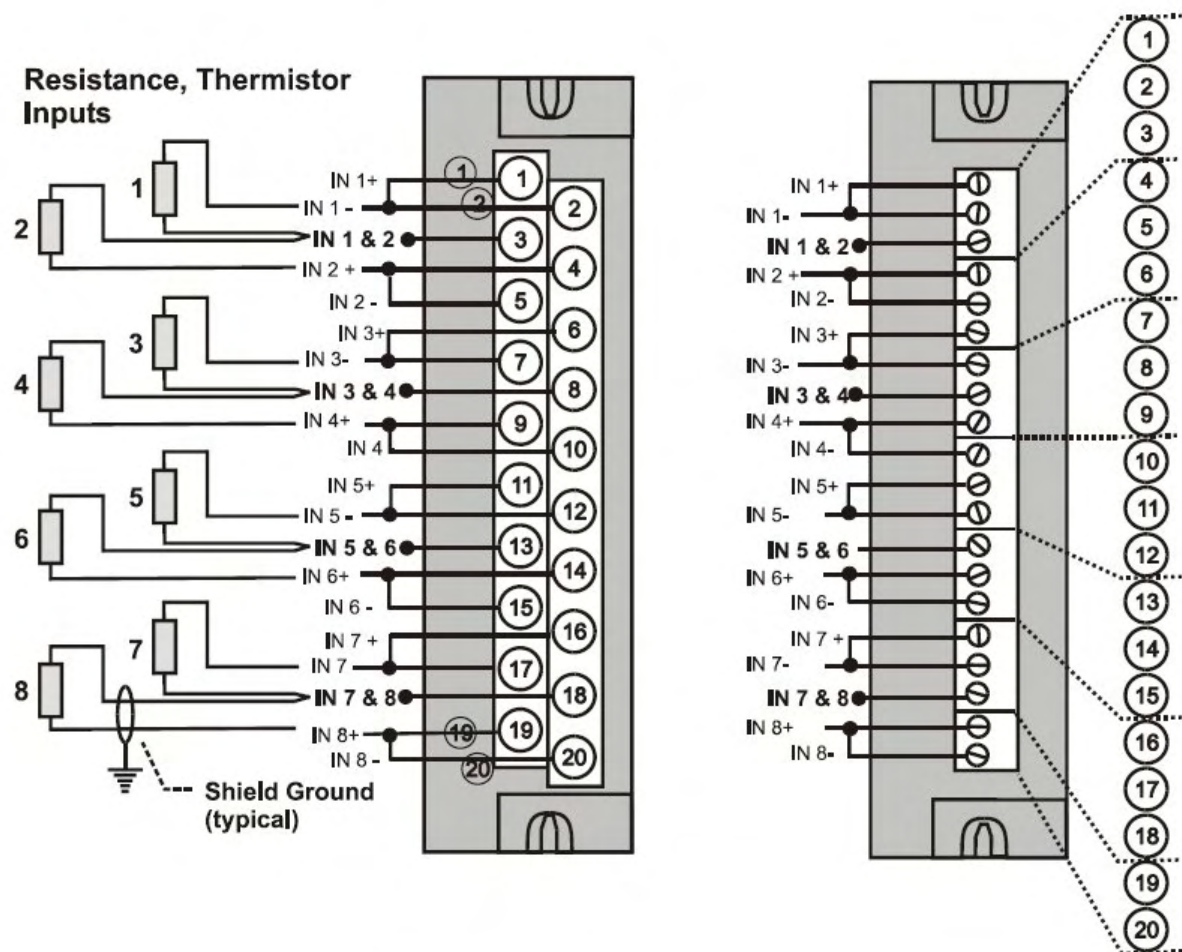 Resistance, Thermistor
Inputs
1
2
3
4
5
6
7
8
IN 1+
IN 1 -
IN 1 & 2
IN 2 +
IN 2 -
IN 3+
IN 3-
IN 3 & 4
IN 4+
IN 4
IN 5+
IN 5 -
IN 5 & 6
IN 6+
IN 6 -
IN 7 +
IN 7
IN 7 & 8
IN 8+
IN 8 -
Shield Ground
(typical)
1
2
19
20
1
2
3
4
5
6
7
8
9
10
11
12
13
14
15
16
17
18
19
20
IN 1+
IN 1-
IN 1 & 2
IN 2 +
IN 2-
IN 3+
IN 3-
IN 3 & 4
IN 4+
IN 4-
IN 5+
IN 5-
IN 5 & 6
IN 6+
IN 6-
IN 7 +
IN 7-
IN 7 & 8
IN 8+
IN 8-
1
2
3
4
5
6
7
8
9
10
11
12
13
14
15
16
17
18
19
20